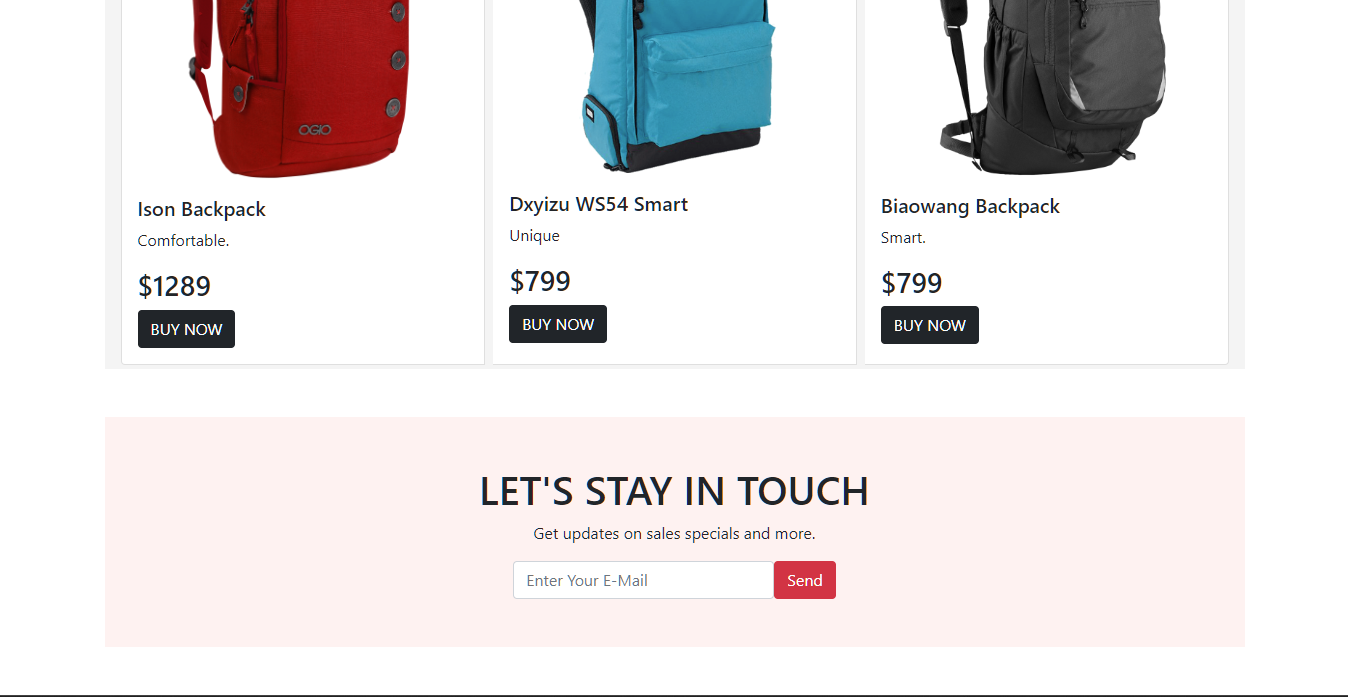 OGIO
Ison Backpack
Comfortable.
$1289
BUY NOW
Dxyizu WS54 Smart
Unique
$799
BUY NOW
Biaowang Backpack
Smart.
$799
BUY NOW
LET'S STAY IN TOUCH
Get updates on sales specials and more.
Enter Your E-Mail
Send